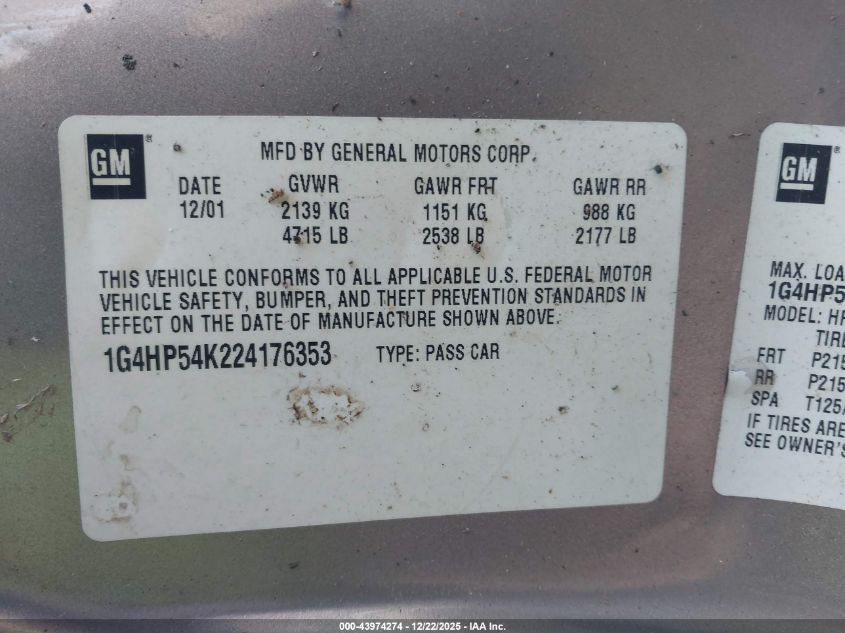 GM ®
MFD BY GENERAL MOTORS CORP.
DATE GVWR GAWR FRT GAWR RR
12/01 2139 KG 1151 KG 988 KG
4715 LB 2538 LB 2177 LB
THIS VEHICLE CONFORMS TO ALL APPLICABLE U.S. FEDERAL MOTOR
VEHICLE SAFETY, BUMPER, AND THEFT PREVENTION STANDARDS IN
EFFECT ON THE DATE OF MANUFACTURE SHOWN ABOVE.
1G4HP54K224176353 TYPE: PASS CAR
GM ®
MAX. LOA
1G4HP5
MODEL: HP
TIRE
FRT P215
RR P215
SPA T125/
IF TIRES ARE
SEE OWNER'S
000-43974274 - 12/22/2025 - IAA Inc.